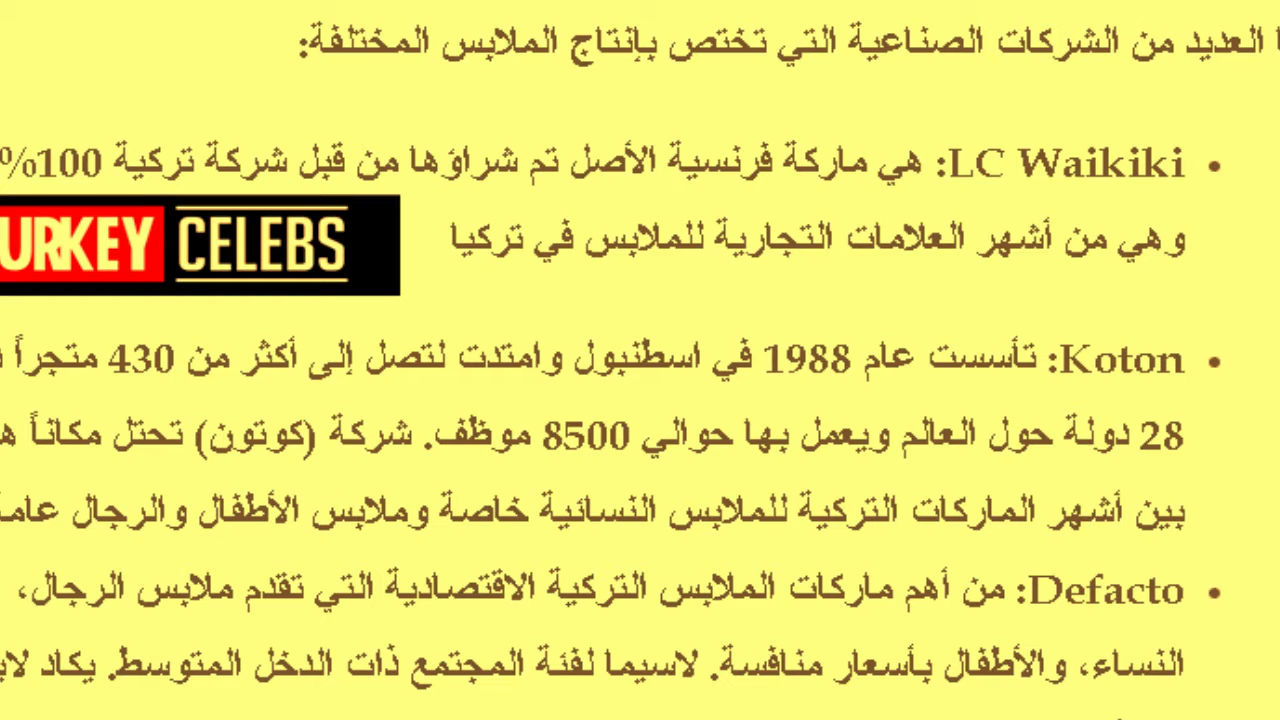 العديد من الشركات الصناعية التي تختص بإنتاج الملابس المختلفة:
• LC Waikiki: هي ماركة فرنسية الأصل تم شراؤها من قبل شركة تركية 100%
وهي من أشهر العلامات التجارية للملابس في تركيا
URKEY CELEBS
• Koton: تأسست عام 1988 في اسطنبول وامتدت لتصل إلى أكثر من 430 متجراً
28 دولة حول العالم ويعمل بها حوالي 8500 موظف. شركة (كوتون) تحتل مكاناً
بين أشهر الماركات التركية للملابس النسائية خاصة وملابس الأطفال والرجال عامة
• Defacto: من أهم ماركات الملابس التركية الاقتصادية التي تقدم ملابس الرجال،
النساء، والأطفال بأسعار منافسة. لاسيما لفئة المجتمع ذات الدخل المتوسط. يكاد